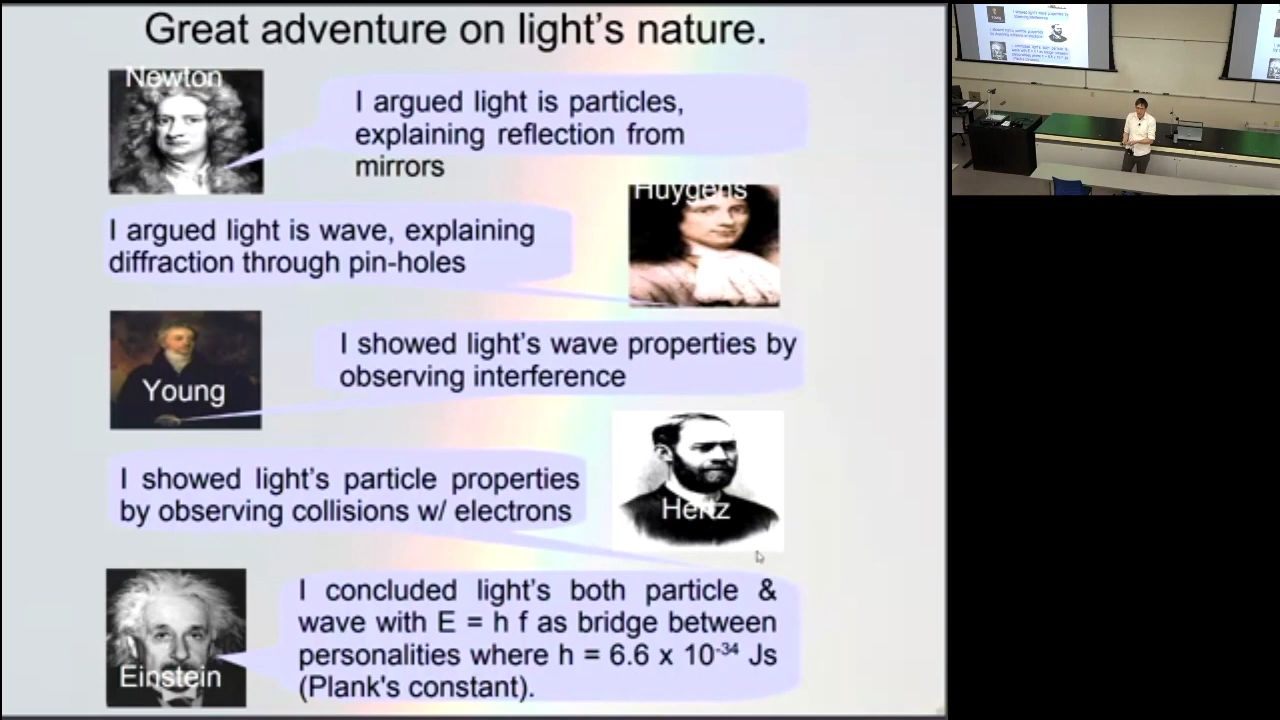 Great adventure on light's nature.
Newton
I argued light is particles,
explaining reflection from
mirrors
Huygens
I argued light is wave, explaining
diffraction through pin-holes
Young
I showed light's wave properties by
observing interference
I showed light's particle properties
by observing collisions w/ electrons
Hertz
Einstein
I concluded light's both particle &
wave with E = h f as bridge between
personalities where h = 6.6 x 10⁻³⁴ Js
(Plank's constant).